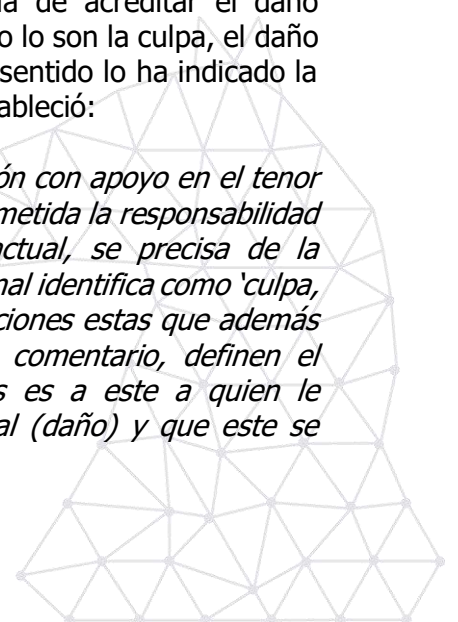 la de acreditar el daño
o lo son la culpa, el daño
sentido lo ha indicado la
ableció:
ón con apoyo en el tenor
metida la responsabilidad
actual, se precisa de la
nal identifica como ‘culpa,
ciones estas que además
comentario, definen el
s es a este a quien le
al (daño) y que este se